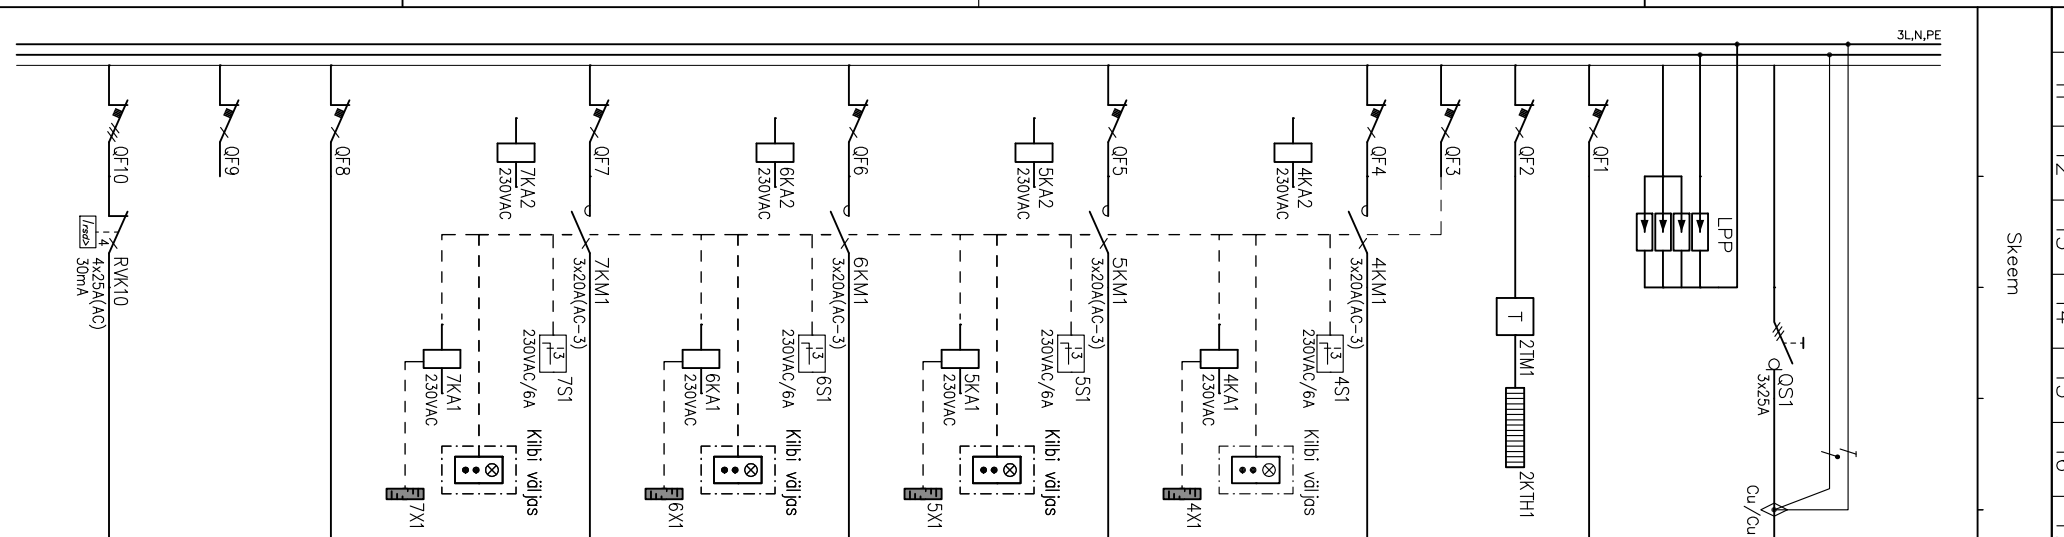 3L,N,PE
QF10
QF9
QF8
QF7
QF6
QF5
QF4
QF3
QF2
QF1
7KA2
230VAC
6KA2
230VAC
5KA2
230VAC
4KA2
230VAC
LPP
Skeem
RVK10
4x25A(AC)
30mA
4
7KM1
3x20A(AC-3)
6KM1
3x20A(AC-3)
5KM1
3x20A(AC-3)
4KM1
3x20A(AC-3)
T
2TM1
QS1
3x25A
7KA1
230VAC
7S1
230VAC/6A
6KA1
230VAC
6S1
230VAC/6A
5KA1
230VAC
5S1
230VAC/6A
4KA1
230VAC
4S1
230VAC/6A
Kilbi väljas
Kilbi väljas
Kilbi väljas
Kilbi väljas
7X1
6X1
5X1
4X1
2KTH1
Cu/Cu